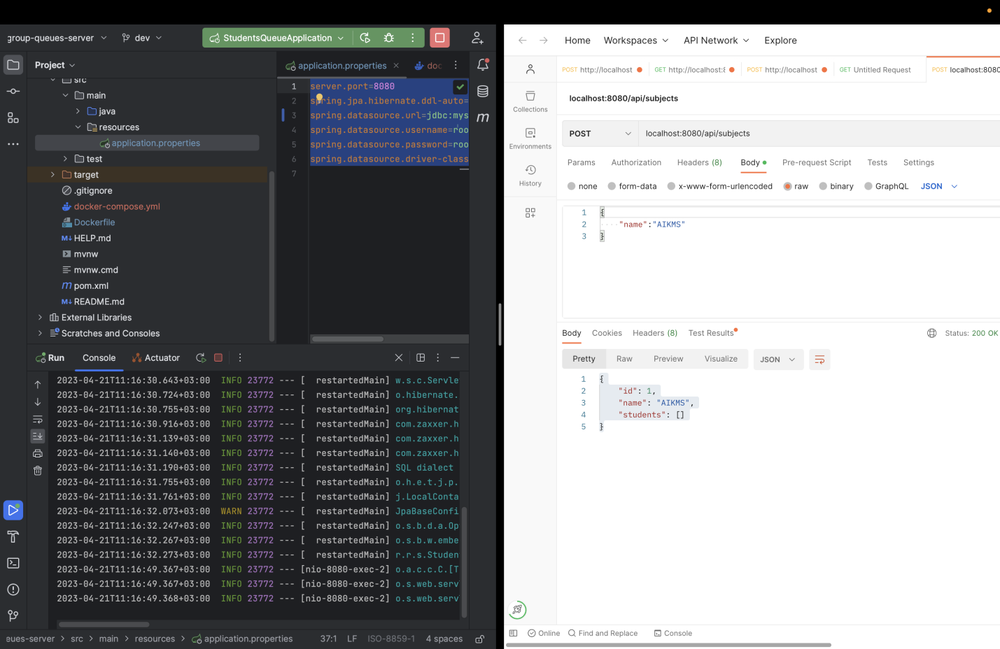 group-queues-server
dev
StudentsQueueApplication
Project
application.properties
doc
src
main
java
resources
application.properties
test
target
.gitignore
docker-compose.yml
Dockerfile
HELP.md
mvnw
mvnw.cmd
pom.xml
README.md
External Libraries
Scratches and Consoles
1 server.port=8080
2 spring.jpa.hibernate.ddl-auto=
3 spring.datasource.url=jdbc:mys
4 spring.datasource.username=roo
5 spring.datasource.password=roo
6 spring.datasource.driver-class
7
Run
Console
Actuator
2023-04-21T11:16:30.643+03:00 INFO 23772 --- [ restartedMain] w.s.c.Servle
2023-04-21T11:16:30.724+03:00 INFO 23772 --- [ restartedMain] o.hibernate.
2023-04-21T11:16:30.755+03:00 INFO 23772 --- [ restartedMain] org.hibernat
2023-04-21T11:16:30.916+03:00 INFO 23772 --- [ restartedMain] com.zaxxer.h
2023-04-21T11:16:31.139+03:00 INFO 23772 --- [ restartedMain] com.zaxxer.h
2023-04-21T11:16:31.140+03:00 INFO 23772 --- [ restartedMain] com.zaxxer.h
2023-04-21T11:16:31.190+03:00 INFO 23772 --- [ restartedMain] SQL dialect
2023-04-21T11:16:31.755+03:00 INFO 23772 --- [ restartedMain] o.h.e.t.j.p.
2023-04-21T11:16:31.761+03:00 INFO 23772 --- [ restartedMain] j.LocalConta
2023-04-21T11:16:32.073+03:00 WARN 23772 --- [ restartedMain] JpaBaseConfi
2023-04-21T11:16:32.247+03:00 INFO 23772 --- [ restartedMain] o.s.b.d.a.Op
2023-04-21T11:16:32.267+03:00 INFO 23772 --- [ restartedMain] o.s.b.w.embe
2023-04-21T11:16:32.273+03:00 INFO 23772 --- [ restartedMain] r.r.s.Studen
2023-04-21T11:16:49.367+03:00 INFO 23772 --- [nio-8080-exec-2] o.a.c.c.C.[T
2023-04-21T11:16:49.367+03:00 INFO 23772 --- [nio-8080-exec-2] o.s.web.serv
2023-04-21T11:16:49.368+03:00 INFO 23772 --- [nio-8080-exec-2] o.s.web.serv
eues-server > src > main > resources > application.properties 37:1 LF ISO-8859-1 4 spaces
Home Workspaces API Network Explore
POST http://localhost
GET http://localhost:8
POST http://localhost
GET Untitled Request
POST localhost:8080
Collections
Environments
History
localhost:8080/api/subjects
POST localhost:8080/api/subjects
Params Authorization Headers (8) Body Pre-request Script Tests Settings
none form-data x-www-form-urlencoded raw binary GraphQL JSON
1 {
2 "name":"AIKMS"
3 }
Body Cookies Headers (8) Test Results Status: 200 OK
Pretty Raw Preview Visualize JSON
1 {
2 "id": 1,
3 "name": "AIKMS",
4 "students": []
5 }
Online Find and Replace Console